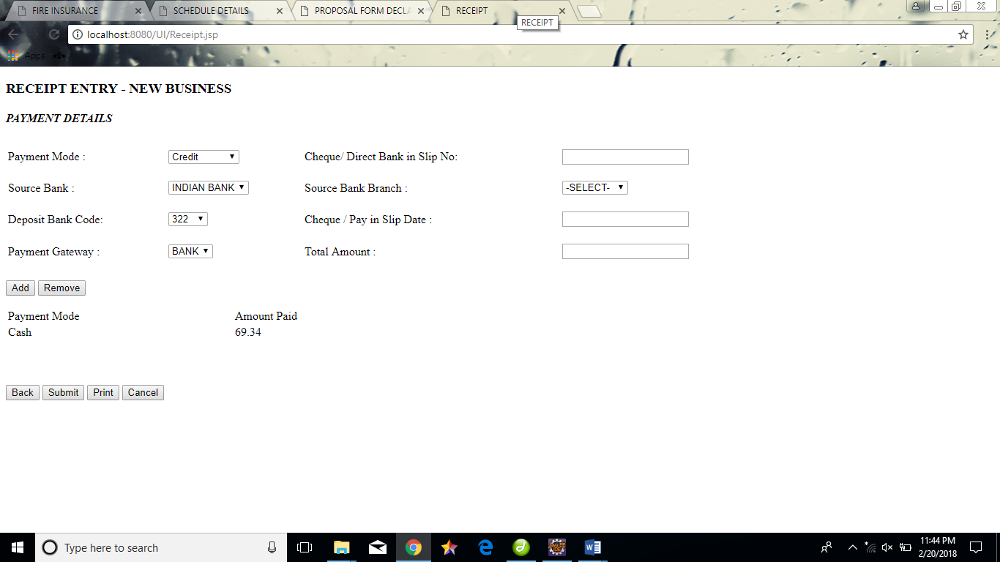 FIRE INSURANCE SCHEDULE DETAILS PROPOSAL FORM DECLA RECEIPT
RECEIPT
localhost:8080/UI/Receipt.jsp
Apps
RECEIPT ENTRY - NEW BUSINESS
PAYMENT DETAILS
Payment Mode : Credit Cheque/ Direct Bank in Slip No:
Source Bank : INDIAN BANK Source Bank Branch : -SELECT-
Deposit Bank Code: 322 Cheque / Pay in Slip Date :
Payment Gateway : BANK Total Amount :
Add Remove
Payment Mode Amount Paid
Cash 69.34
Back Submit Print Cancel
Type here to search
11:44 PM
2/20/2018